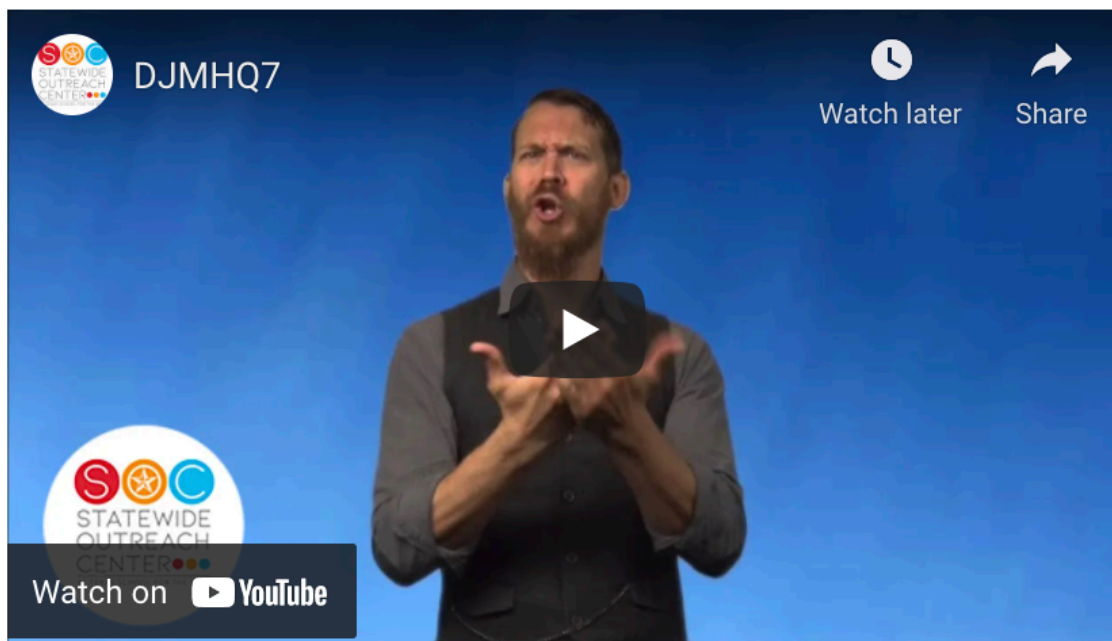 SOC
STATEWIDE
OUTREACH
CENTER
DJMHQ7
Watch later
Share
SOC
STATEWIDE
OUTREACH
CENTER
Watch on YouTube